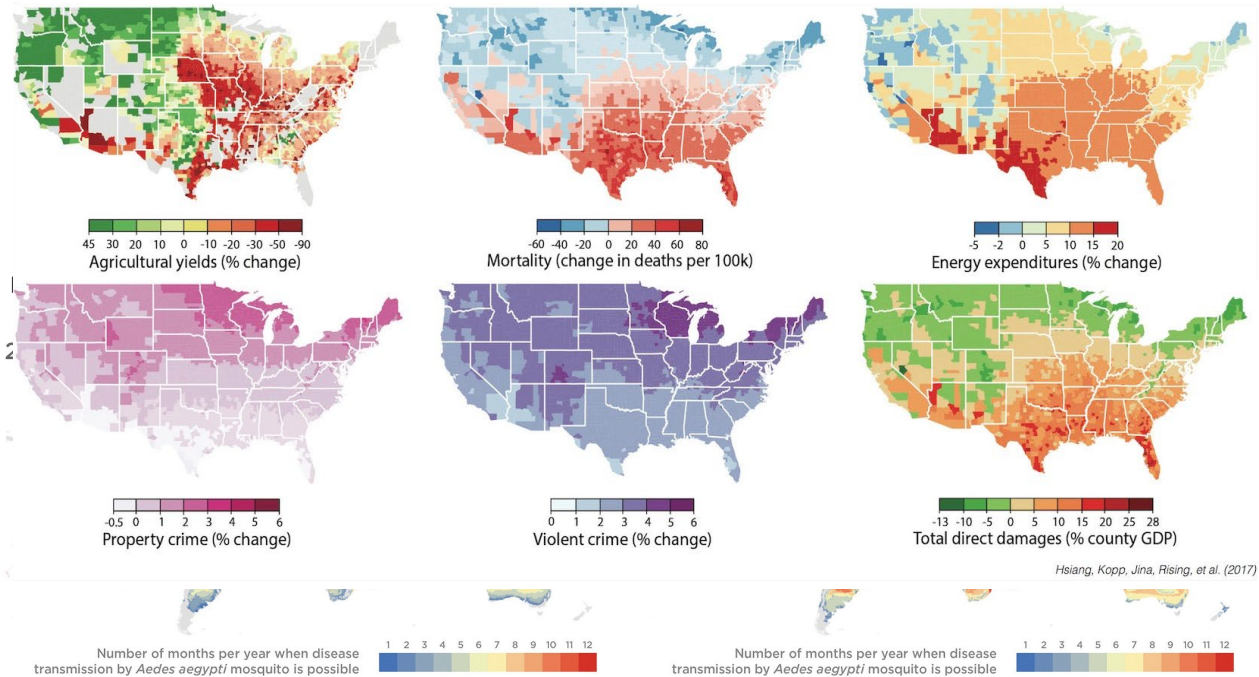 45 30 20 10 0 -10 -20 -30 -50 -90
Agricultural yields (% change)
-60 -40 -20 0 20 40 60 80
Mortality (change in deaths per 100k)
-5 -2 0 5 10 15 20
Energy expenditures (% change)
-0.5 0 1 2 3 4 5 6
Property crime (% change)
0 1 2 3 4 5 6
Violent crime (% change)
-13 -10 -5 0 5 10 15 20 25 28
Total direct damages (% county GDP)
Hsiang, Kopp, Jina, Rising, et al. (2017)
Number of months per year when disease
transmission by Aedes aegypti mosquito is possible
1 2 3 4 5 6 7 8 9 10 11 12
Number of months per year when disease
transmission by Aedes aegypti mosquito is possible
1 2 3 4 5 6 7 8 9 10 11 12